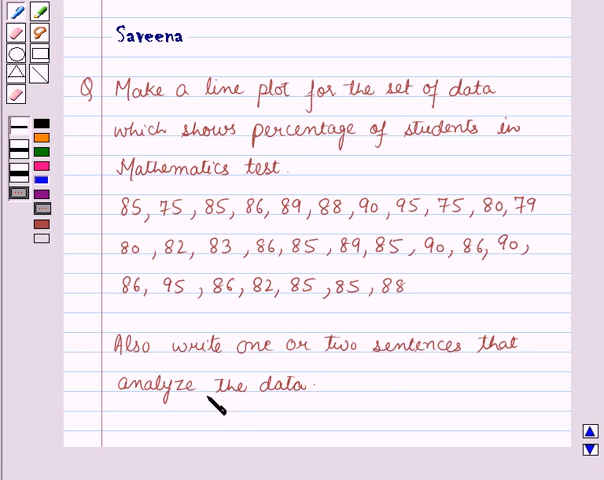 Saveena
Q Make a line plot for the set of data
which shows percentage of students in
Mathematics test.
85, 75, 85, 86, 89, 88, 90, 95, 75, 80, 79
80, 82, 83, 86, 85, 89, 85, 90, 86, 90,
86, 95, 86, 82, 85, 85, 88
Also write one or two sentences that
analyze the data.